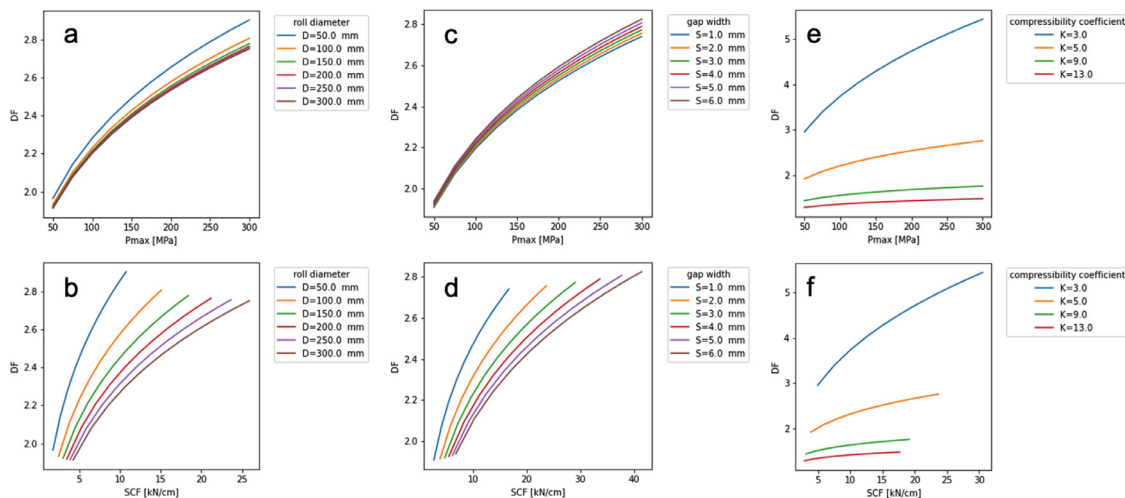 a
DF
2.8
2.6
2.4
2.2
2.0
50 100 150 200 250 300
Pmax [MPa]
roll diameter
D=50.0 mm
D=100.0 mm
D=150.0 mm
D=200.0 mm
D=250.0 mm
D=300.0 mm
c
DF
2.8
2.6
2.4
2.2
2.0
50 100 150 200 250 300
Pmax [MPa]
gap width
S=1.0 mm
S=2.0 mm
S=3.0 mm
S=4.0 mm
S=5.0 mm
S=6.0 mm
e
DF
5
4
3
2
50 100 150 200 250 300
Pmax [MPa]
compressibility coefficient
K=3.0
K=5.0
K=9.0
K=13.0
b
DF
2.8
2.6
2.4
2.2
2.0
5 10 15 20 25
SCF [kN/cm]
roll diameter
D=50.0 mm
D=100.0 mm
D=150.0 mm
D=200.0 mm
D=250.0 mm
D=300.0 mm
d
DF
2.8
2.6
2.4
2.2
2.0
10 20 30 40
SCF [kN/cm]
gap width
S=1.0 mm
S=2.0 mm
S=3.0 mm
S=4.0 mm
S=5.0 mm
S=6.0 mm
f
DF
5
4
3
2
5 10 15 20 25 30
SCF [kN/cm]
compressibility coefficient
K=3.0
K=5.0
K=9.0
K=13.0